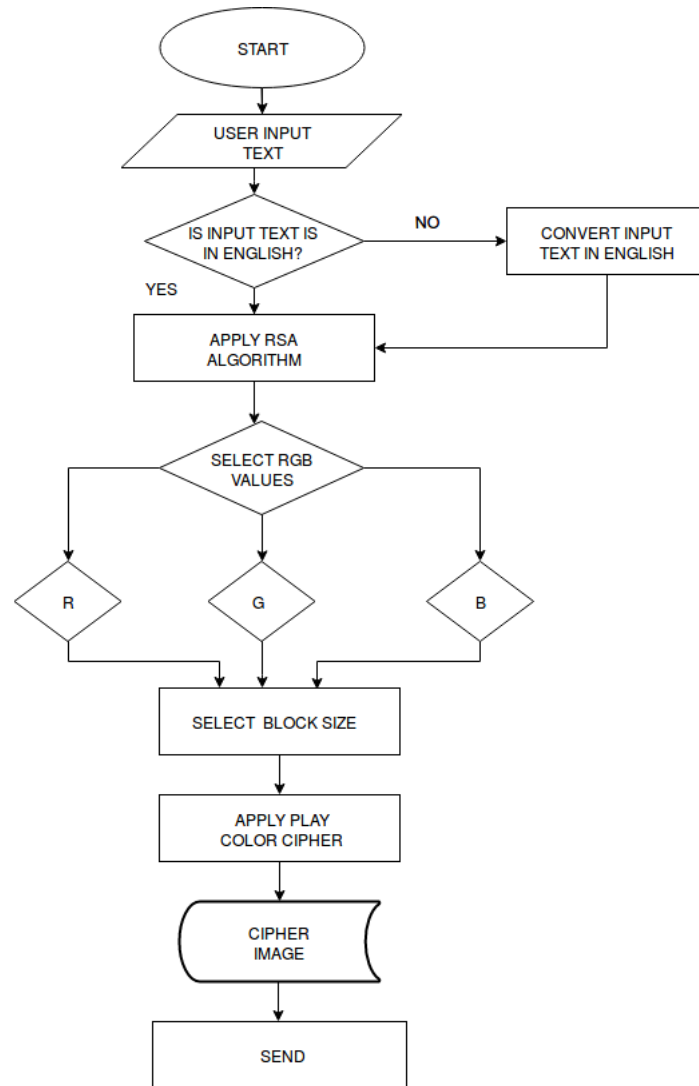 START
USER INPUT
TEXT
IS INPUT TEXT IS
IN ENGLISH?
NO
CONVERT INPUT
TEXT IN ENGLISH
YES
APPLY RSA
ALGORITHM
SELECT RGB
VALUES
R
G
B
SELECT BLOCK SIZE
APPLY PLAY
COLOR CIPHER
CIPHER
IMAGE
SEND